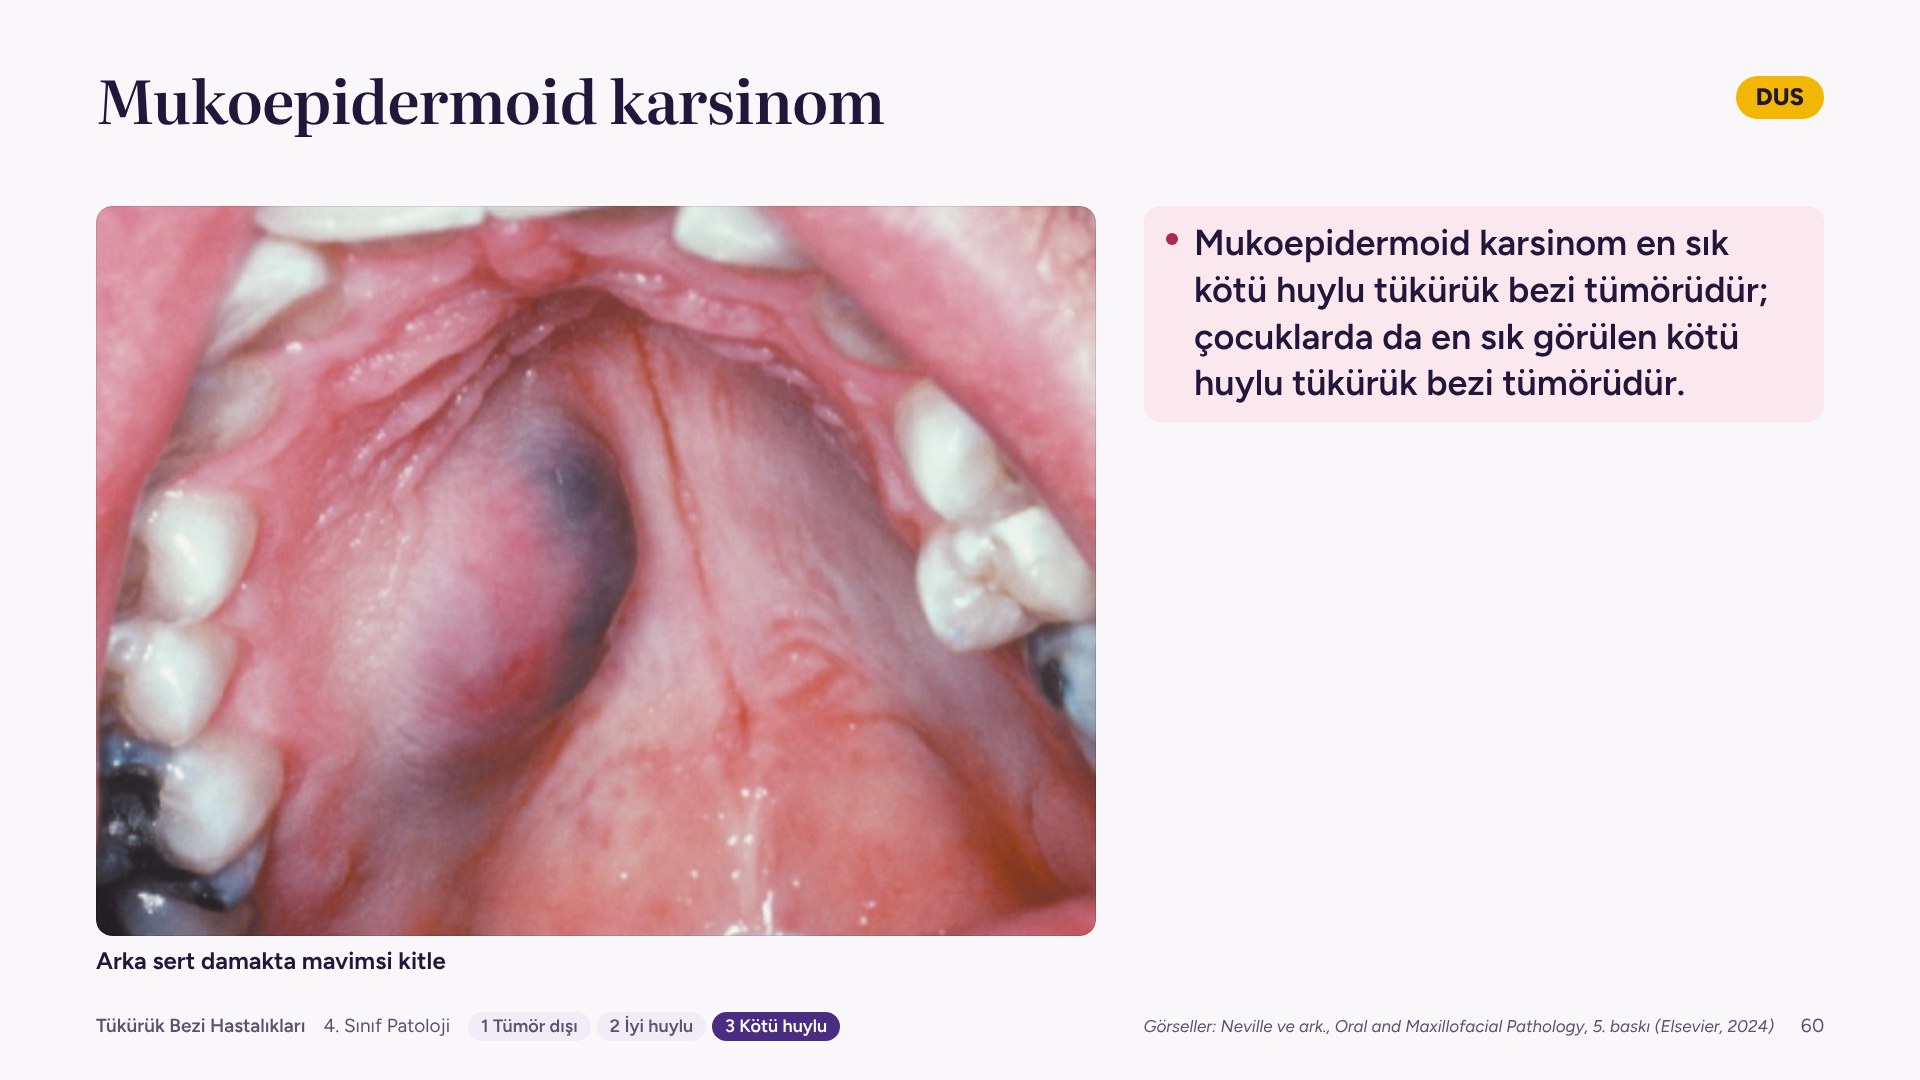 Mukoepidermoid karsinom
DUS
Mukoepidermoid karsinom en sık
kötü huylu tükürük bezi tümörüdür;
çocuklarda da en sık görülen kötü
huylu tükürük bezi tümörüdür.
Arka sert damakta mavimsi kitle
Tükürük Bezi Hastalıkları 4. Sınıf Patoloji 1 Tümör dışı 2 İyi huylu 3 Kötü huylu
Görseller: Neville ve ark., Oral and Maxillofacial Pathology, 5. baskı (Elsevier, 2024) 60